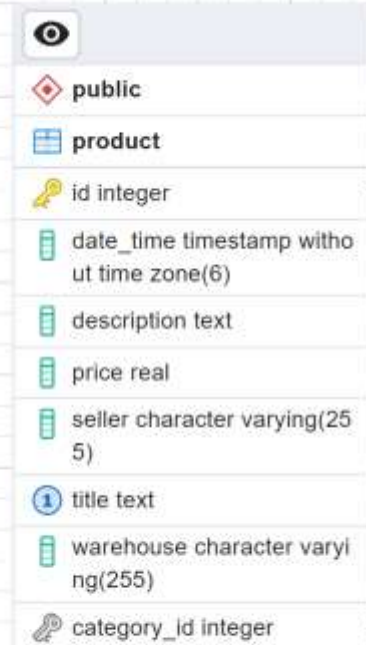 public
product
id integer
date_time timestamp witho
ut time zone(6)
description text
price real
seller character varying(25
5)
1 title text
warehouse character varyi
ng(255)
category_id integer